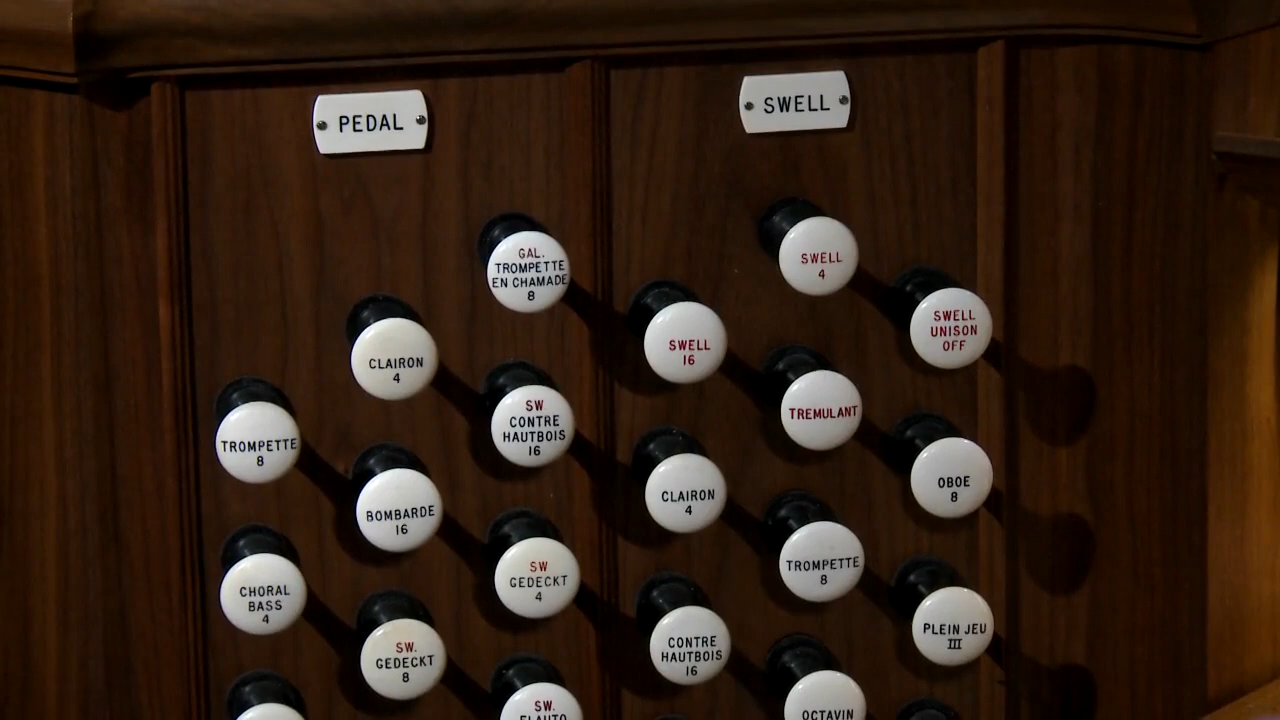 PEDAL
SWELL
GAL.
TROMPETTE
EN CHAMADE
8
CLAIRON
4
SW
CONTRE
HAUTBOIS
16
TROMPETTE
8
BOMBARDE
16
SW
GEDECKT
4
CHORAL
BASS
4
SW.
GEDECKT
8
SW.
FLAUTO
SWELL
4
SWELL
16
SWELL
UNISON
OFF
TREMULANT
CLAIRON
4
OBOE
8
TROMPETTE
8
CONTRE
HAUTBOIS
16
PLEIN JEU
III
OCTAVIN